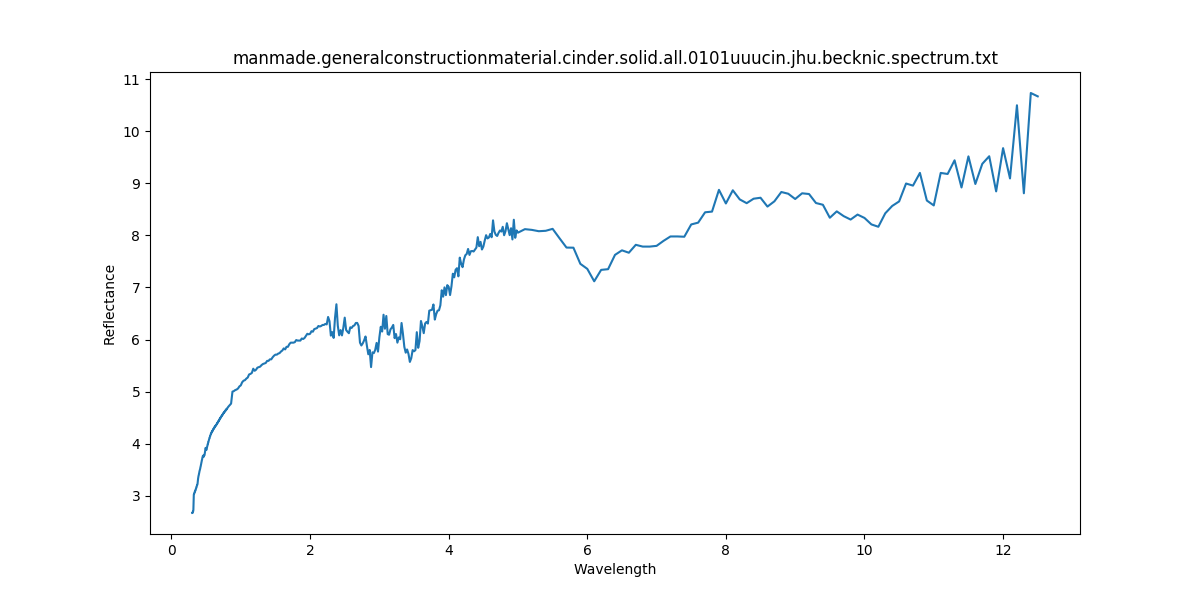 manmade.generalconstructionmaterial.cinder.solid.all.0101uuucin.jhu.becknic.spectrum.txt
11
10
9
8
7
6
5
4
3
Reflectance
0 2 4 6 8 10 12
Wavelength